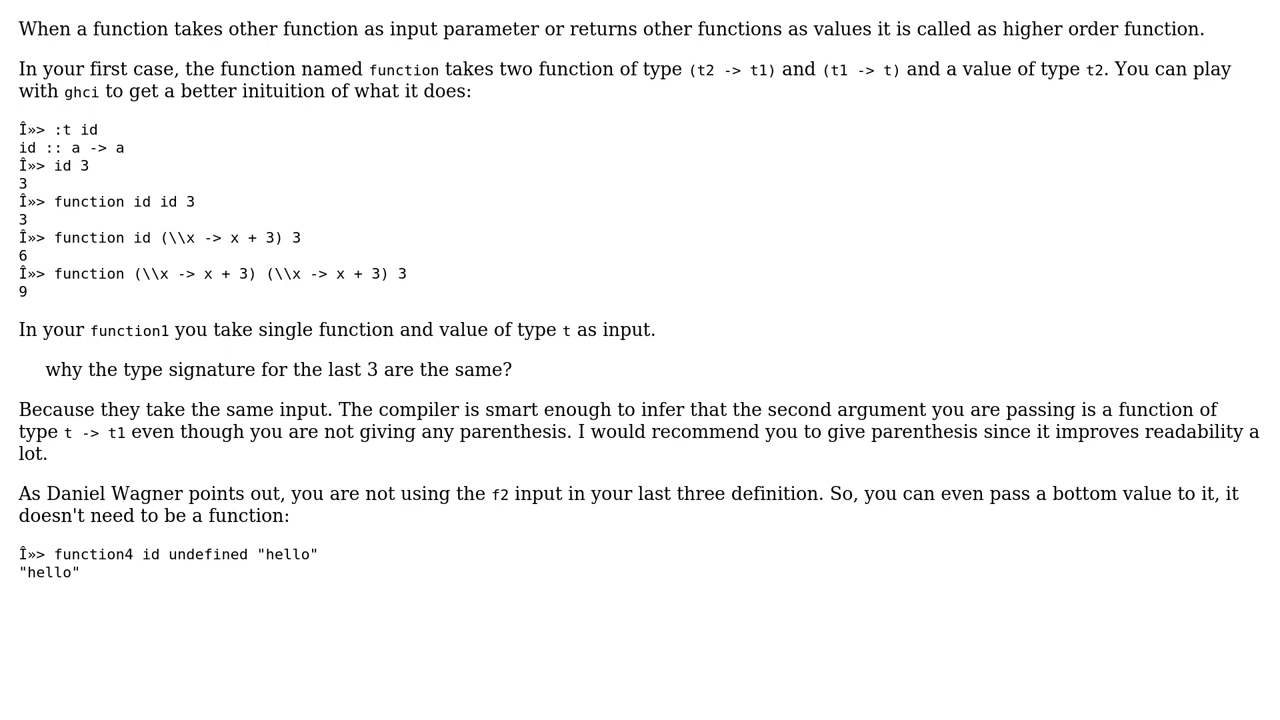 When a function takes other function as input parameter or returns other functions as values it is called as higher order function.
In your first case, the function named function takes two function of type (t2 -> t1) and (t1 -> t) and a value of type t2. You can play
with ghci to get a better inituition of what it does:
Î»> :t id
id :: a -> a
Î»> id 3
3
Î»> function id id 3
3
Î»> function id (\\x -> x + 3) 3
6
Î»> function (\\x -> x + 3) (\\x -> x + 3) 3
9
In your function1 you take single function and value of type t as input.
why the type signature for the last 3 are the same?
Because they take the same input. The compiler is smart enough to infer that the second argument you are passing is a function of
type t -> t1 even though you are not giving any parenthesis. I would recommend you to give parenthesis since it improves readability a
lot.
As Daniel Wagner points out, you are not using the f2 input in your last three definition. So, you can even pass a bottom value to it, it
doesn't need to be a function:
Î»> function4 id undefined "hello"
"hello"